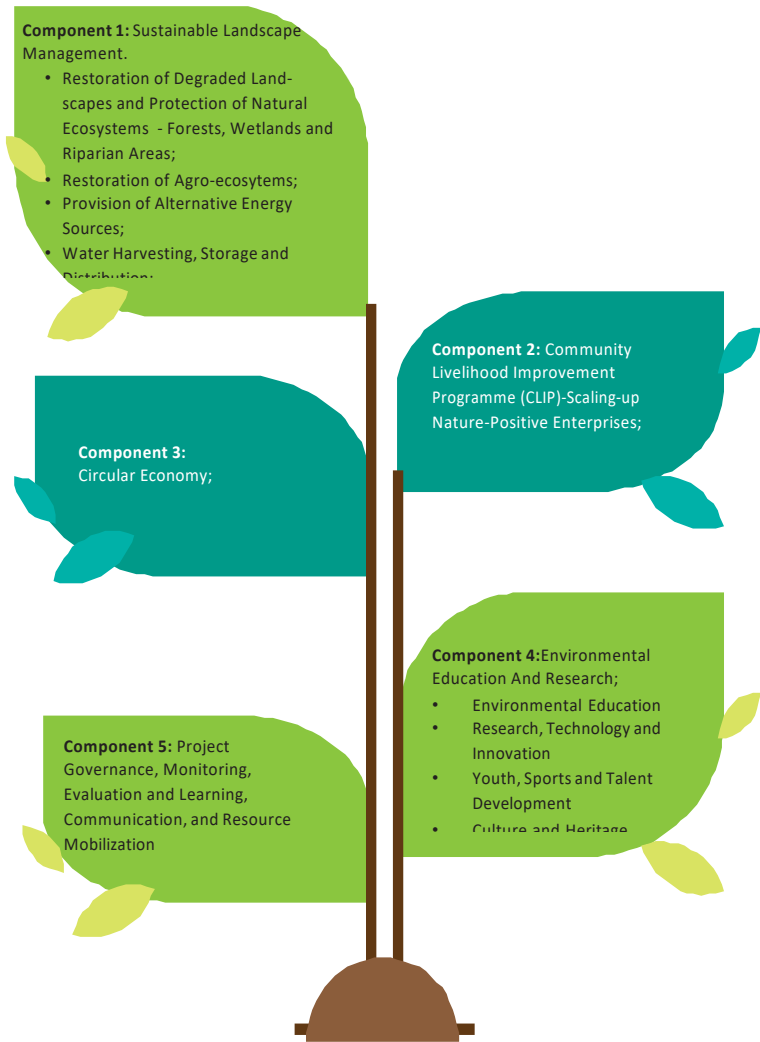 Component 1: Sustainable Landscape
Management.
• Restoration of Degraded Land-
scapes and Protection of Natural
Ecosystems - Forests, Wetlands and
Riparian Areas;
• Restoration of Agro-ecosytems;
• Provision of Alternative Energy
Sources;
• Water Harvesting, Storage and
Distribution;
Component 2: Community
Livelihood Improvement
Programme (CLIP)-Scaling-up
Nature-Positive Enterprises;
Component 3:
Circular Economy;
Component 4:Environmental
Education And Research;
• Environmental Education
• Research, Technology and
Innovation
• Youth, Sports and Talent
Development
• Culture and Heritage
Component 5: Project
Governance, Monitoring,
Evaluation and Learning,
Communication, and Resource
Mobilization